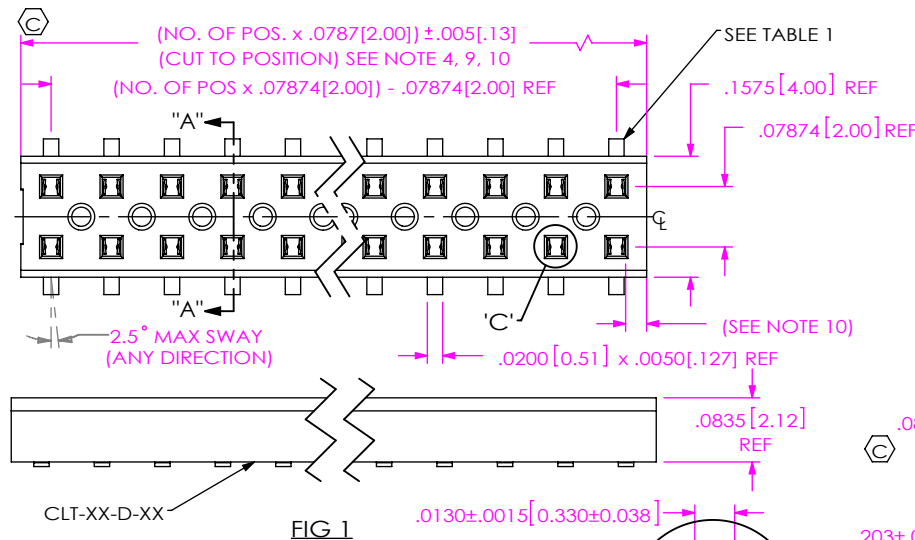 C
(NO. OF POS. x .0787[2.00]) ±.005[.13]
(CUT TO POSITION) SEE NOTE 4, 9, 10
(NO. OF POS x .07874[2.00]) - .07874[2.00] REF
SEE TABLE 1
.1575[4.00] REF
"A"
.07874[2.00] REF
℄
"A"
'C'
2.5° MAX SWAY
(ANY DIRECTION)
(SEE NOTE 10)
.0200[0.51] x .0050[.127] REF
.0835[2.12]
REF
C
CLT-XX-D-XX
FIG 1
.0130±.0015[0.330±0.038]